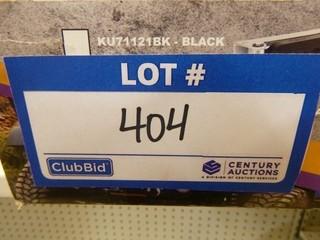 KU71121BK - BLACK
LOT #
404
ClubBid
CENTURY
AUCTIONS
A DIVISION OF CENTURY SERVICES